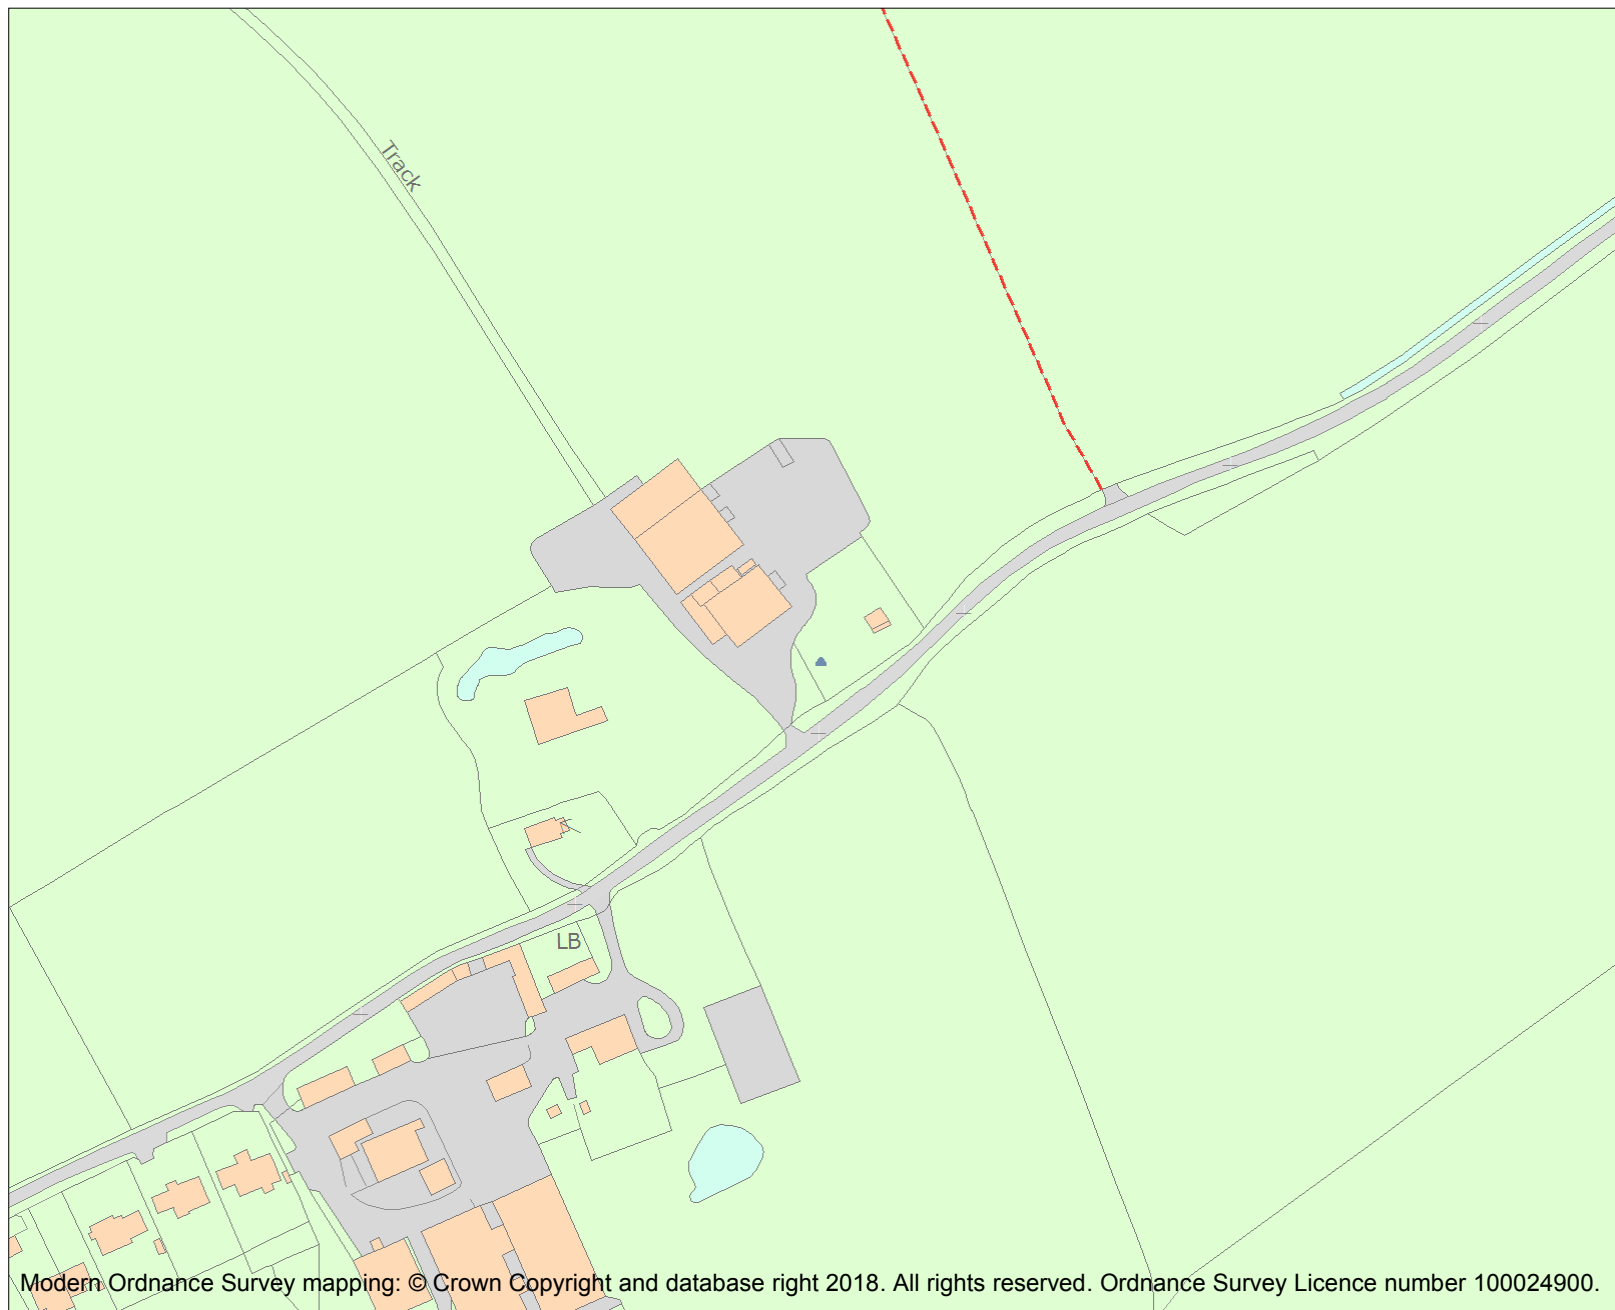 Track
LB
Modern Ordnance Survey mapping: © Crown Copyright and database right 2018. All rights reserved. Ordnance Survey Licence number 100024900.